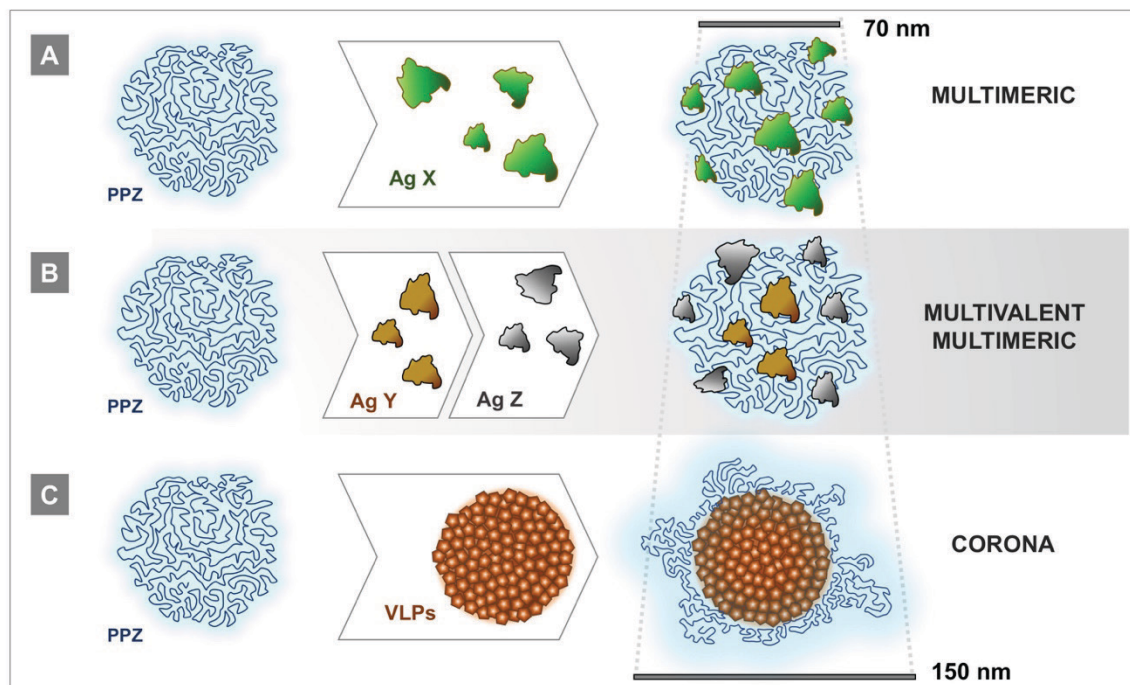 A
PPZ
Ag X
70 nm
MULTIMERIC
B
PPZ
Ag Y
Ag Z
MULTIVALENT
MULTIMERIC
C
PPZ
VLPs
CORONA
150 nm